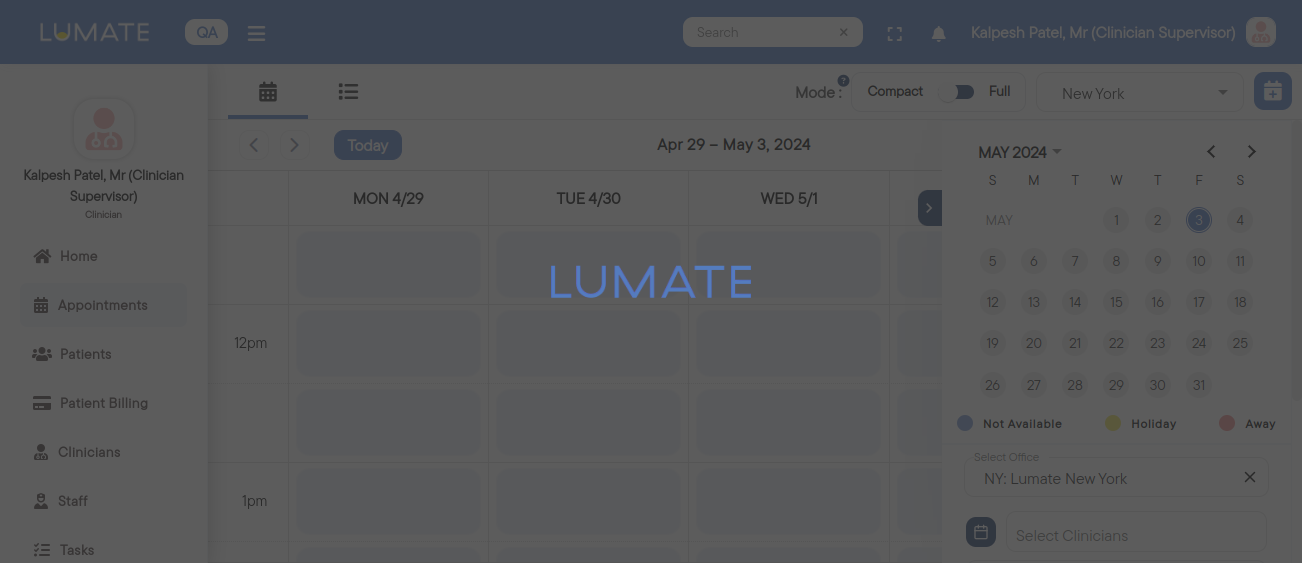 LUMATE
QA
Search
Kalpesh Patel, Mr (Clinician Supervisor)
Mode :
?
Compact
Full
New York
Kalpesh Patel, Mr (Clinician
Supervisor)
Clinician
Home
Appointments
Patients
Patient Billing
Clinicians
Staff
Tasks
Today
Apr 29 – May 3, 2024
MON 4/29
TUE 4/30
WED 5/1
12pm
1pm
LUMATE
MAY 2024
S M T W T F S
MAY 1 2 3 4
5 6 7 8 9 10 11
12 13 14 15 16 17 18
19 20 21 22 23 24 25
26 27 28 29 30 31
Not Available
Holiday
Away
Select Office
NY: Lumate New York
Select Clinicians